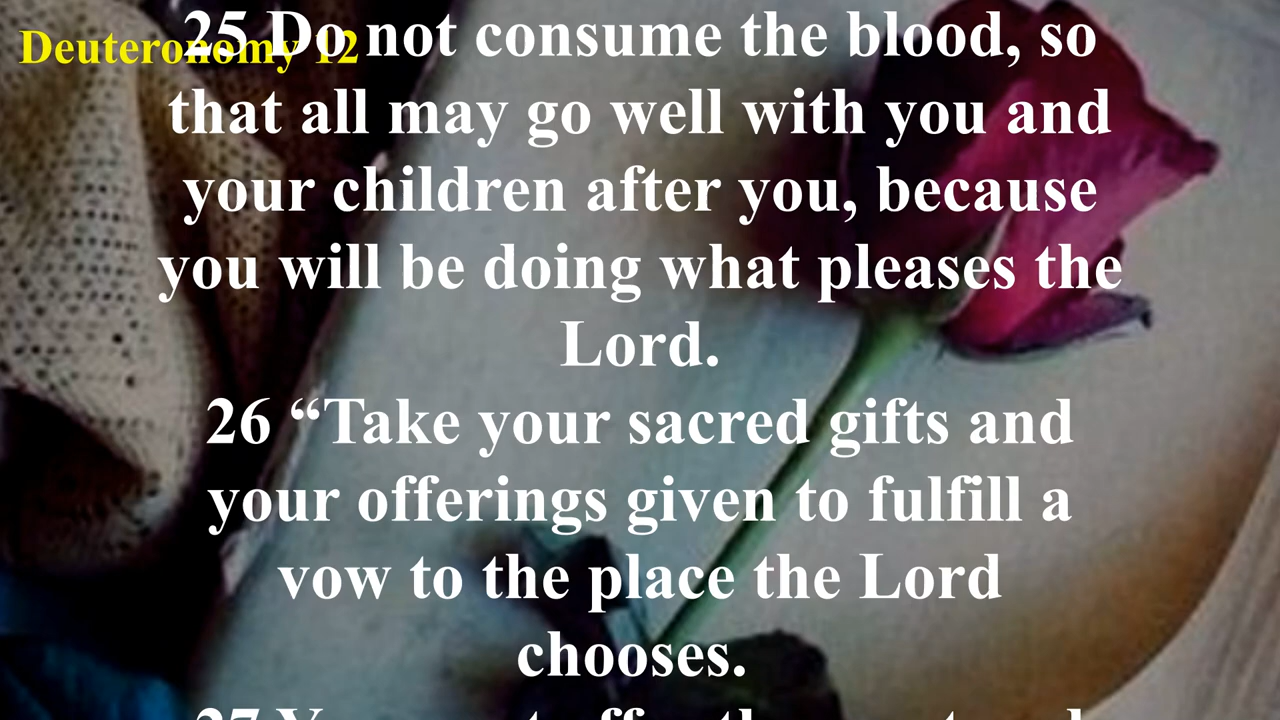 Deuteronomy 12
25 Do not consume the blood, so
that all may go well with you and
your children after you, because
you will be doing what pleases the
Lord.
26 “Take your sacred gifts and
your offerings given to fulfill a
vow to the place the Lord
chooses.
27